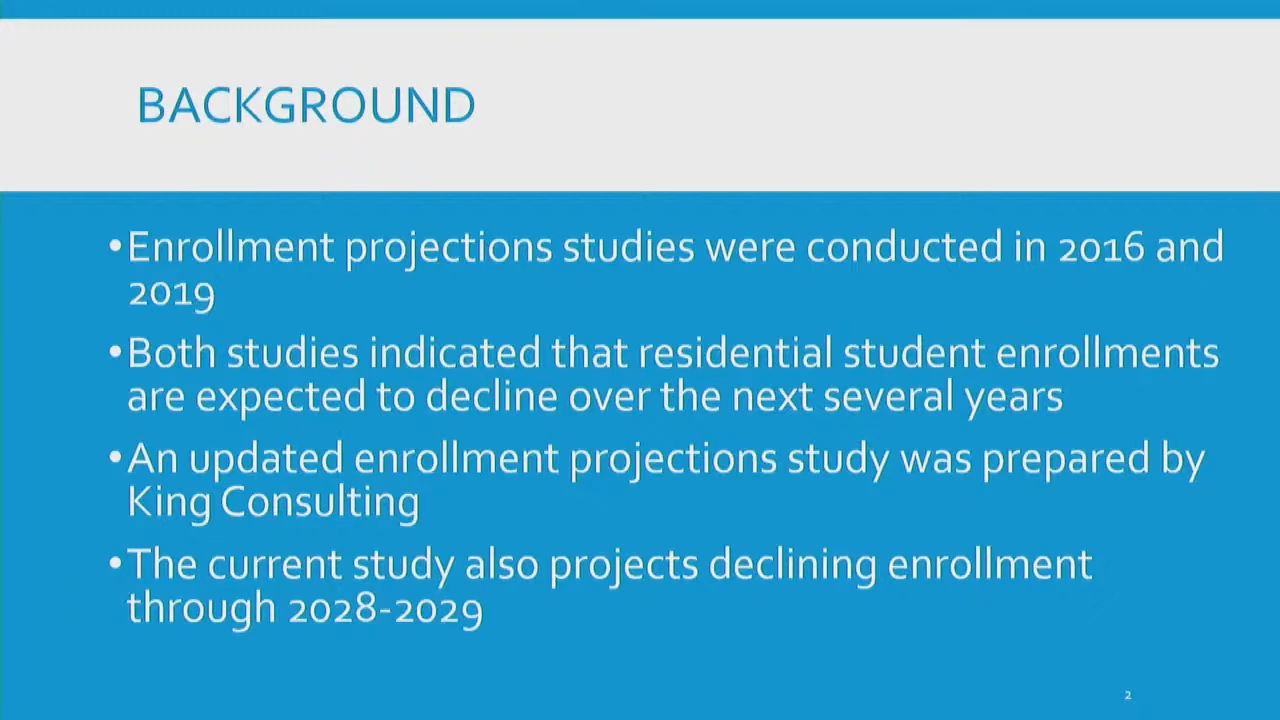 BACKGROUND
•Enrollment projections studies were conducted in 2016 and
2019
•Both studies indicated that residential student enrollments
are expected to decline over the next several years
•An updated enrollment projections study was prepared by
King Consulting
•The current study also projects declining enrollment
through 2028-2029
2